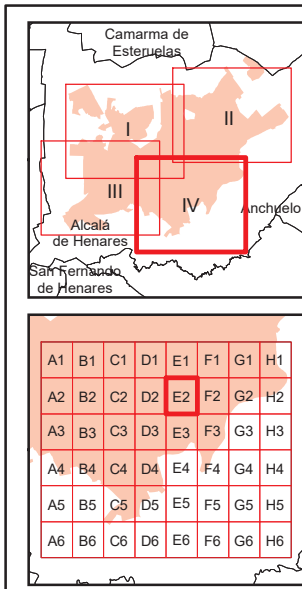 Camarma de
Esteruelas
I
II
III
IV
Anchuelo
Alcalá
de Henares
San Fernando
de Henares
A1 B1 C1 D1 E1 F1 G1 H1
A2 B2 C2 D2 E2 F2 G2 H2
A3 B3 C3 D3 E3 F3 G3 H3
A4 B4 C4 D4 E4 F4 G4 H4
A5 B5 C5 D5 E5 F5 G5 H5
A6 B6 C6 D6 E6 F6 G6 H6